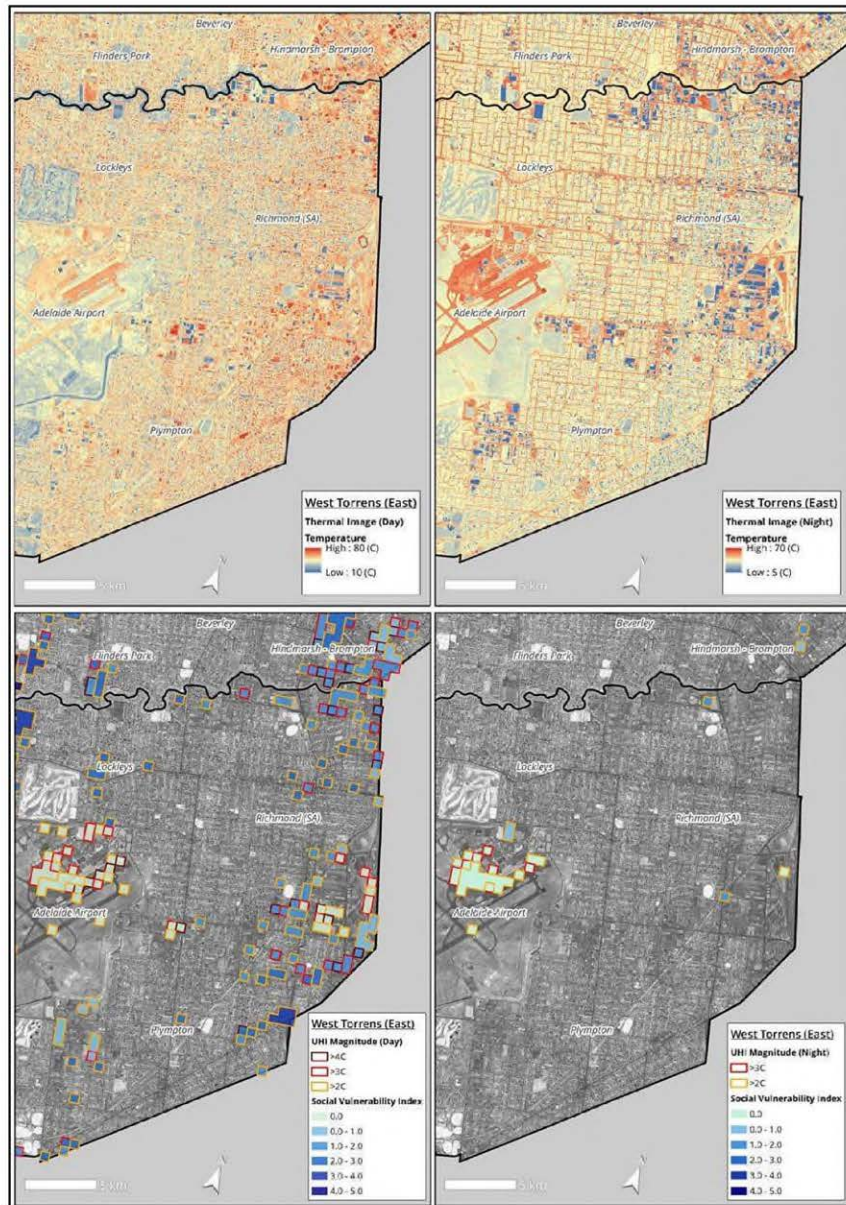 Beverley
Flinders Park
Hindmarsh - Brompton
Lockleys
Richmond (SA)
Adelaide Airport
Plympton
West Torrens (East)
Thermal Image (Day)
Temperature
High : 80 (C)
Low : 10 (C)
N
Beverley
Flinders Park
Hindmarsh - Brompton
Lockleys
Richmond (SA)
Adelaide Airport
Plympton
West Torrens (East)
Thermal Image (Night)
Temperature
High : 70 (C)
Low : 5 (C)
N
Beverley
Flinders Park
Hindmarsh - Brompton
Lockleys
Richmond (SA)
Adelaide Airport
Plympton
West Torrens (East)
UHI Magnitude (Day)
>4C
>3C
>2C
Social Vulnerability Index
0.0
0.0 - 1.0
1.0 - 2.0
2.0 - 3.0
3.0 - 4.0
4.0 - 5.0
km
N
Beverley
Flinders Park
Hindmarsh - Brompton
Lockleys
Richmond (SA)
Adelaide Airport
Plympton
West Torrens (East)
UHI Magnitude (Night)
>3C
>2C
Social Vulnerability Index
0.0
0.0 - 1.0
1.0 - 2.0
2.0 - 3.0
3.0 - 4.0
4.0 - 5.0
km
N